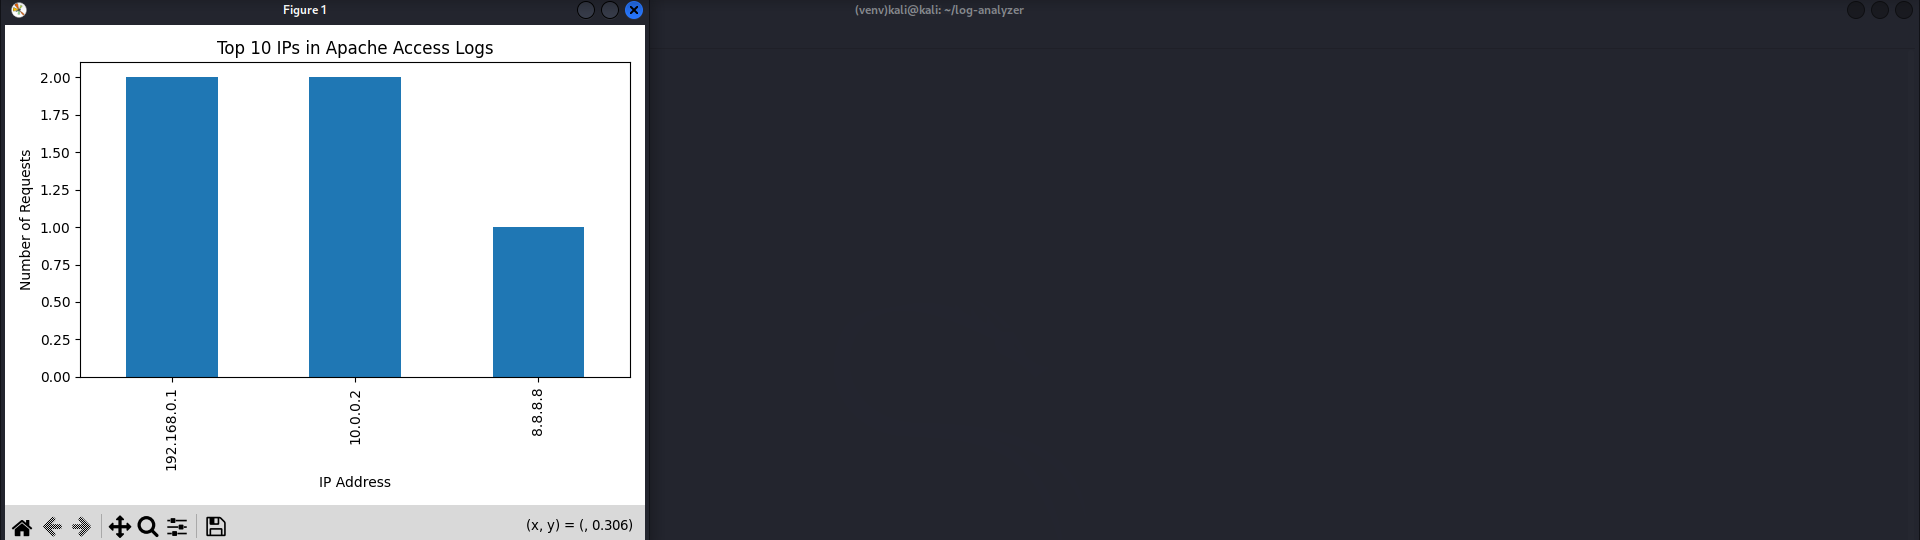 Figure 1
(venv)kali@kali: ~/log-analyzer
Top 10 IPs in Apache Access Logs
2.00
1.75
1.50
1.25
1.00
0.75
0.50
0.25
0.00
Number of Requests
192.168.0.1
10.0.0.2
8.8.8.8
IP Address
(x, y) = (, 0.306)